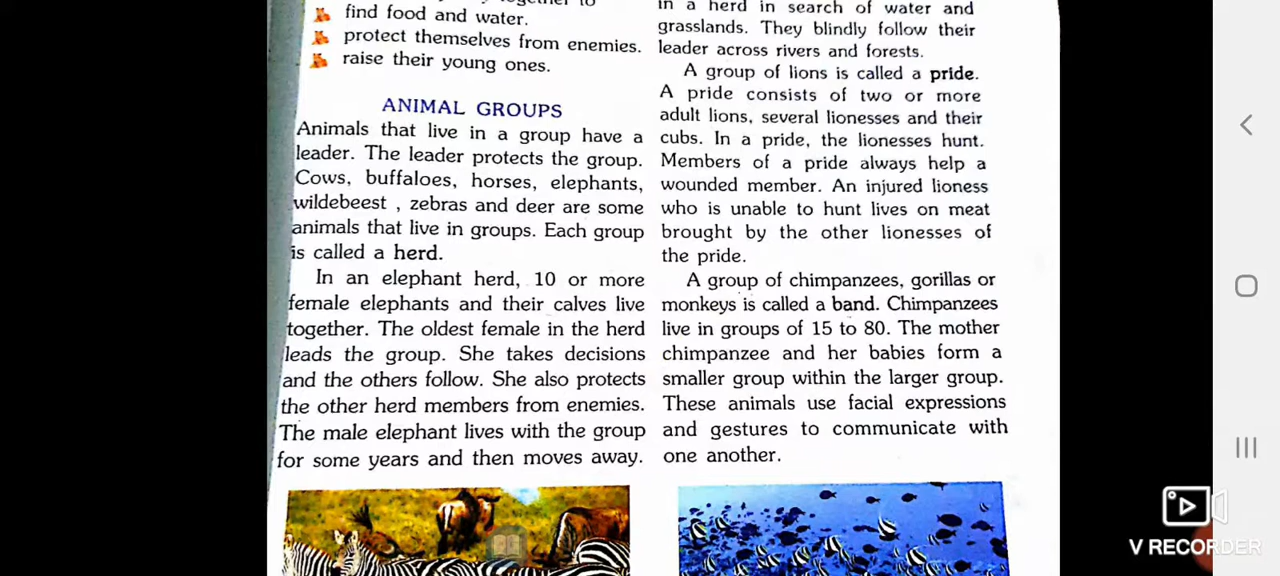 find food and water.
protect themselves from enemies.
raise their young ones.
ANIMAL GROUPS
Animals that live in a group have a
leader. The leader protects the group.
Cows, buffaloes, horses, elephants,
wildebeest , zebras and deer are some
animals that live in groups. Each group
is called a herd.
In an elephant herd, 10 or more
female elephants and their calves live
together. The oldest female in the herd
leads the group. She takes decisions
and the others follow. She also protects
the other herd members from enemies.
The male elephant lives with the group
for some years and then moves away.
in a herd in search of water and
grasslands. They blindly follow their
leader across rivers and forests.
A group of lions is called a pride.
A pride consists of two or more
adult lions, several lionesses and their
cubs. In a pride, the lionesses hunt.
Members of a pride always help a
wounded member. An injured lioness
who is unable to hunt lives on meat
brought by the other lionesses of
the pride.
A group of chimpanzees, gorillas or
monkeys is called a band. Chimpanzees
live in groups of 15 to 80. The mother
chimpanzee and her babies form a
smaller group within the larger group.
These animals use facial expressions
and gestures to communicate with
one another.
V RECORDER